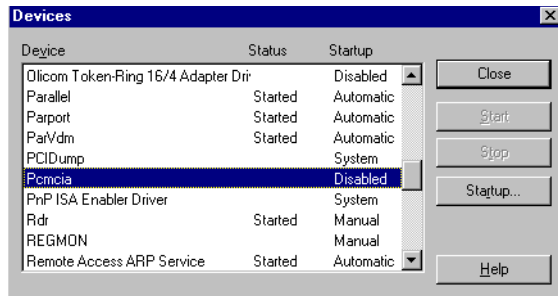 Devices
Device Status Startup
Olicom Token-Ring 16/4 Adapter Dri Disabled
Parallel Started Automatic
Parport Started Automatic
ParVdm Started Automatic
PCIDump System
Pcmcia Disabled
PnP ISA Enabler Driver System
Rdr Started Manual
REGMON Manual
Remote Access ARP Service Started Automatic
Close
Start
Stop
Startup...
Help